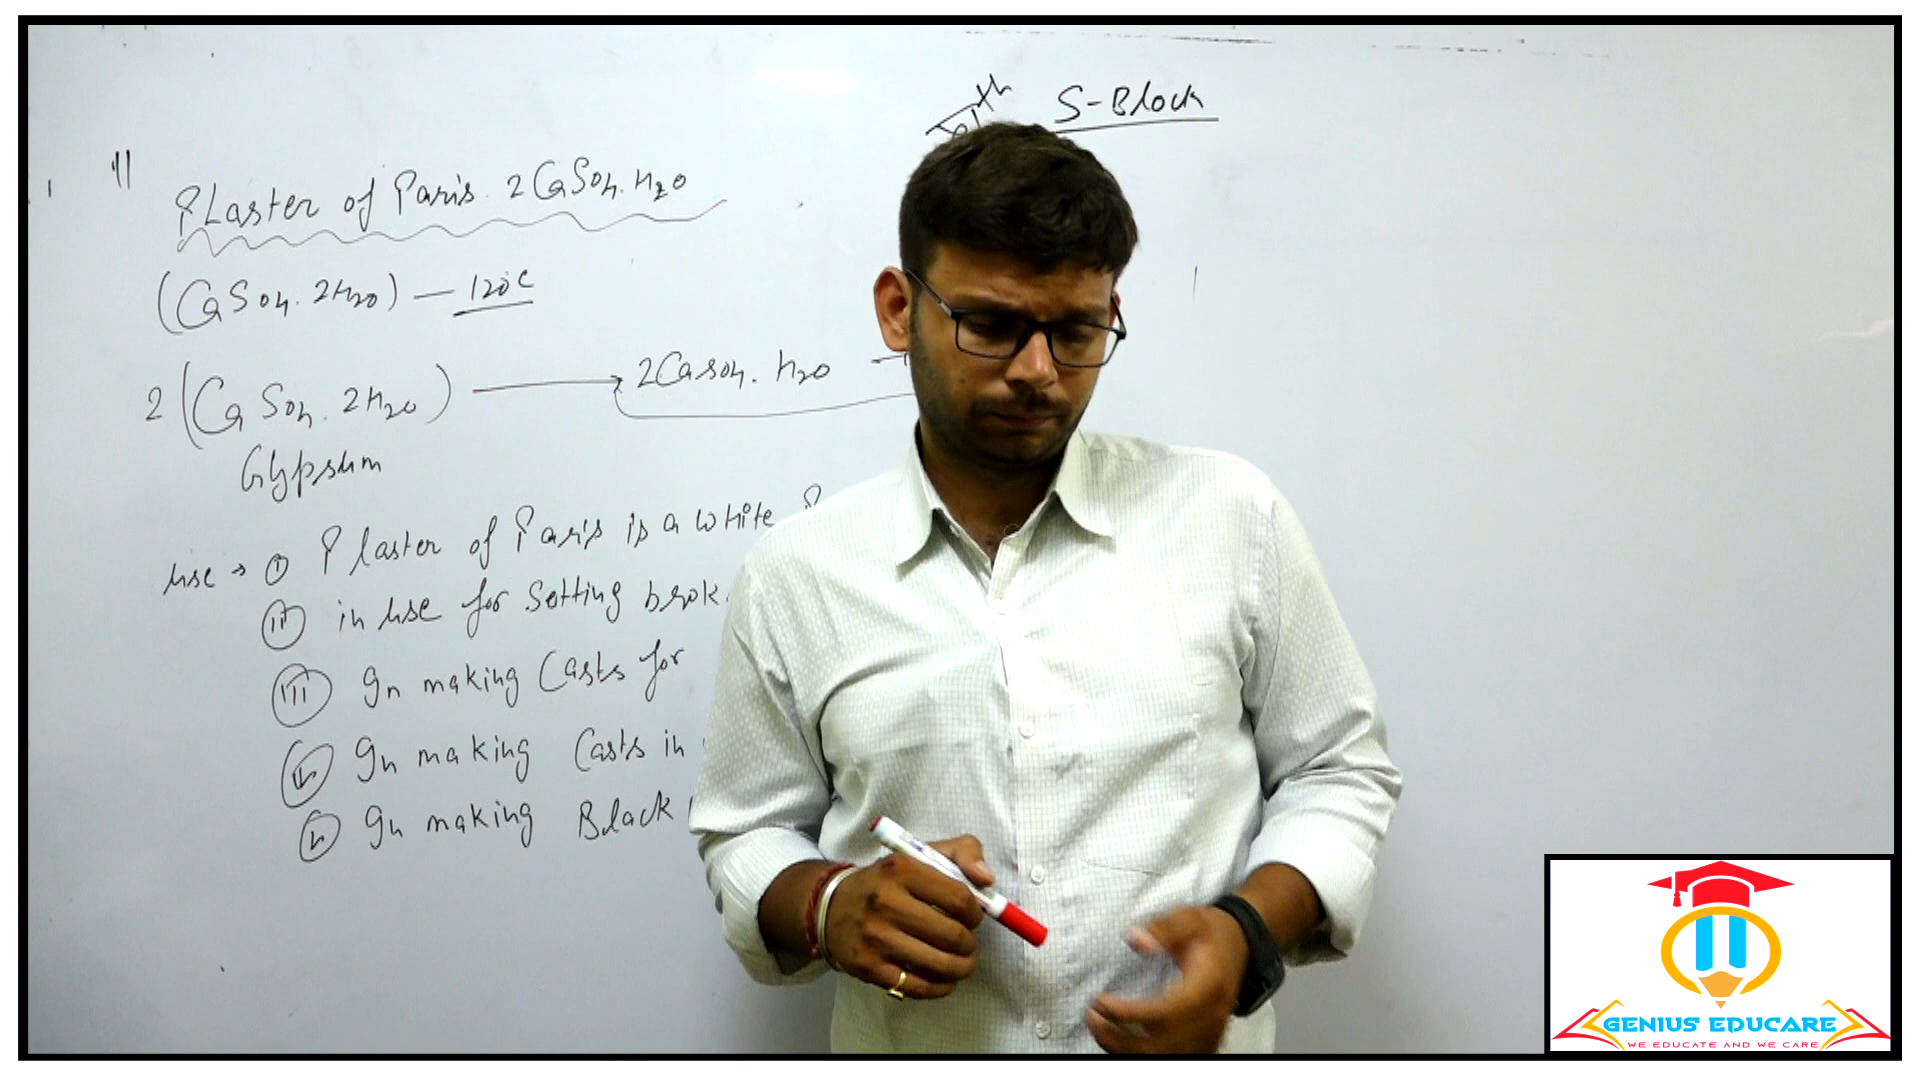 S-Block
11
Plaster of Paris. 2CaSO4.H2O
(CaSO4.2H2O) — 120°C
2(CaSO4.2H2O) → 2CaSO4.H2O
Gypsum
use → (i) Plaster of Paris is a white P
(ii) in use for setting brok
(iii) In making Casts for
(iv) In making Casts in
(v) In making Black
GENIUS EDUCARE
WE EDUCATE AND WE CARE